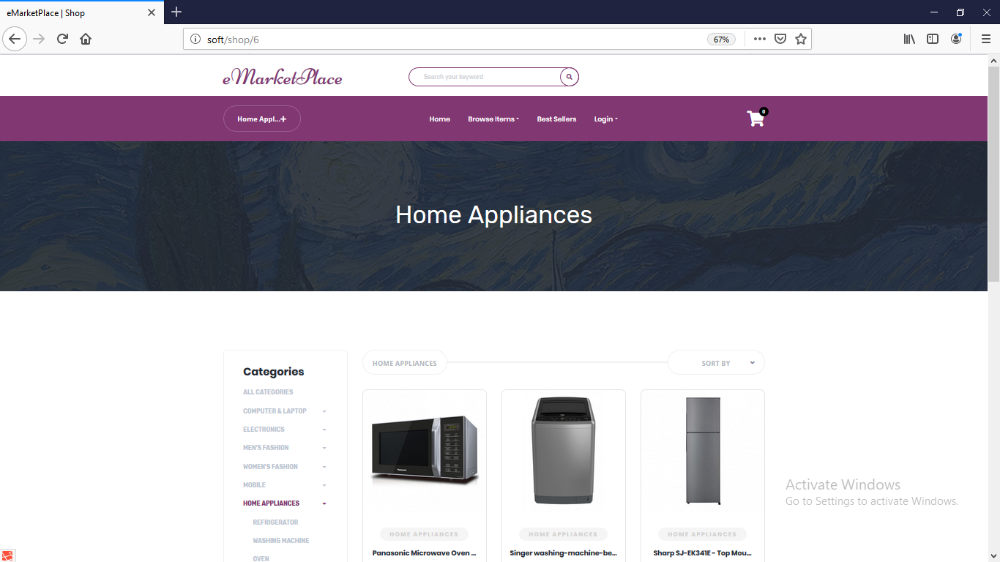 eMarketPlace | Shop
soft/shop/6
67%
eMarketPlace
Search your keyword
Home Appl...
Home
Browse Items
Best Sellers
Login
0
Home Appliances
Categories
ALL CATEGORIES
COMPUTER & LAPTOP
ELECTRONICS
MEN'S FASHION
WOMEN'S FASHION
MOBILE
HOME APPLIANCES
REFRIGERATOR
WASHING MACHINE
OVEN
HOME APPLIANCES
SORT BY
Panasonic
HOME APPLIANCES
Panasonic Microwave Oven ...
HOME APPLIANCES
Singer washing-machine-be...
HOME APPLIANCES
Sharp SJ-EK341E - Top Mou...
Activate Windows
Go to Settings to activate Windows.